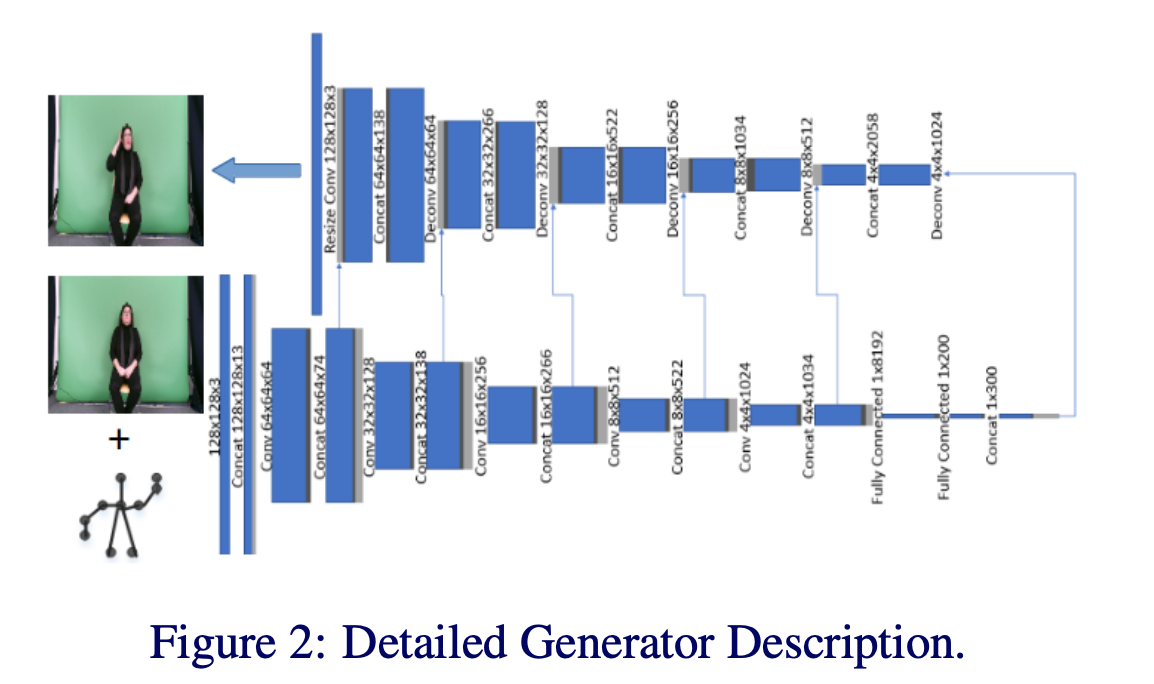 Resize Conv 128x128x3
Concat 64x64x138
Deconv 64x64x64
Concat 32x32x266
Deconv 32x32x128
Concat 16x16x522
Deconv 16x16x256
Concat 8x8x1034
Deconv 8x8x512
Concat 4x4x2058
Deconv 4x4x1024
+
128x128x3
Concat 128x128x13
Conv 64x64x64
Concat 64x64x74
Conv 32x32x128
Concat 32x32x138
Conv 16x16x256
Concat 16x16x266
Conv 8x8x512
Concat 8x8x522
Conv 4x4x1024
Concat 4x4x1034
Fully Connected 1x8192
Fully Connected 1x200
Concat 1x300
Figure 2: Detailed Generator Description.